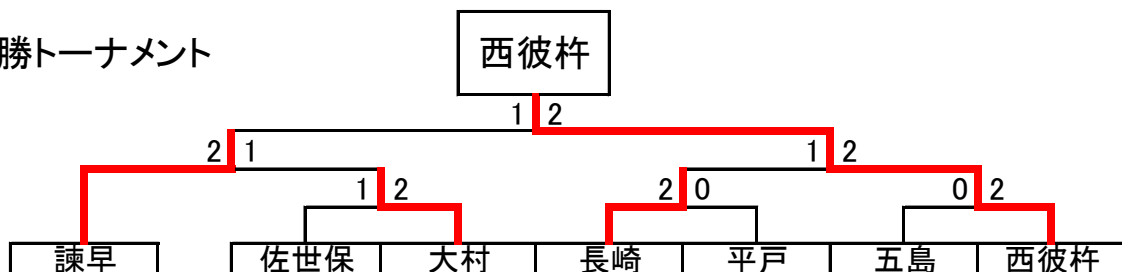 勝トーナメント
西彼杵
1 2
2 1 1 2
1 2 2 0 0 2
諫早 佐世保 大村 長崎 平戸 五島 西彼杵